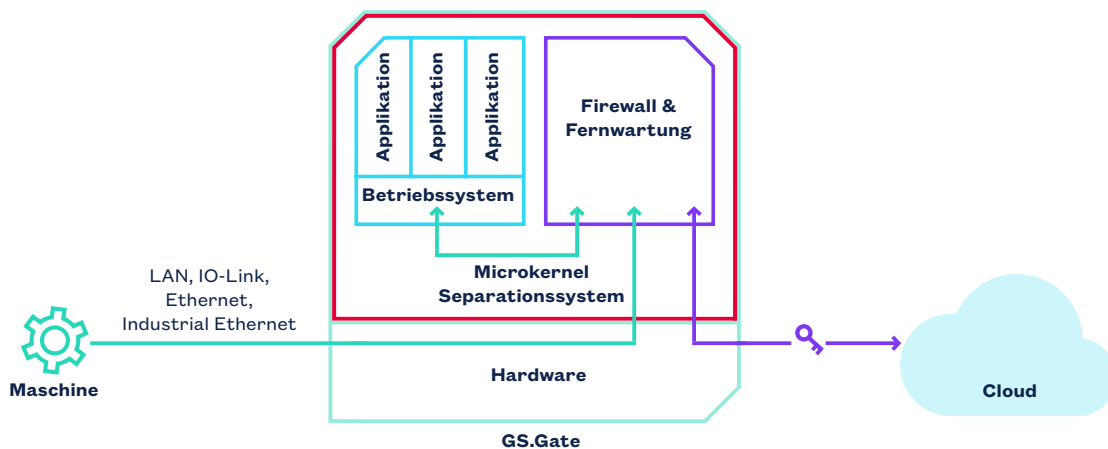 Applikation
Applikation
Applikation
Betriebssystem
Firewall &
Fernwartung
Microkernel
Separationssystem
LAN, IO-Link,
Ethernet,
Industrial Ethernet
Maschine
Hardware
Cloud
GS.Gate